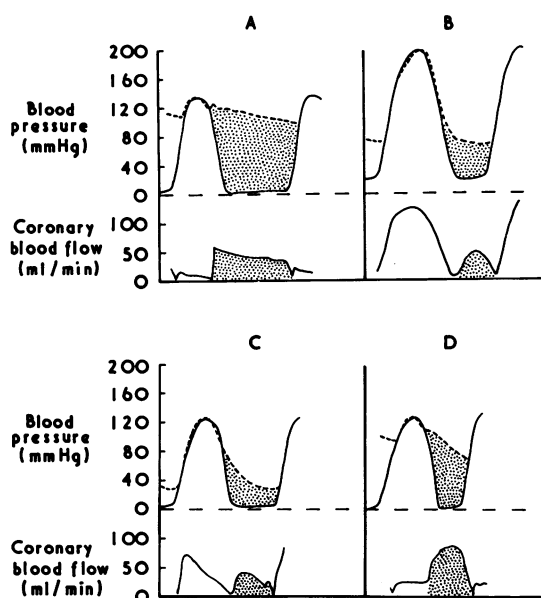 A B
200
160
Blood 120
pressure 80
(mmHg) 40
0
Coronary 100
blood flow 50
(ml/min) 0
C D
200
160
Blood 120
pressure 80
(mmHg) 40
0
Coronary 100
blood flow 50
(ml/min) 0